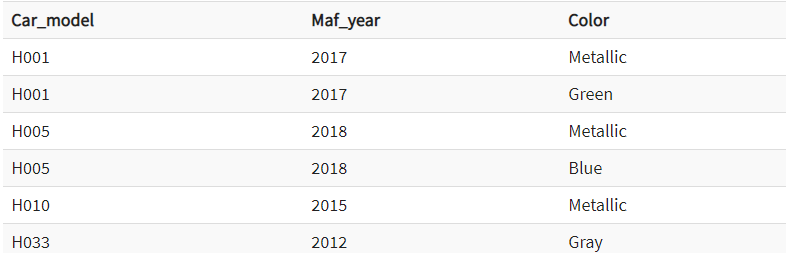 Car_model Maf_year Color
H001 2017 Metallic
H001 2017 Green
H005 2018 Metallic
H005 2018 Blue
H010 2015 Metallic
H033 2012 Gray